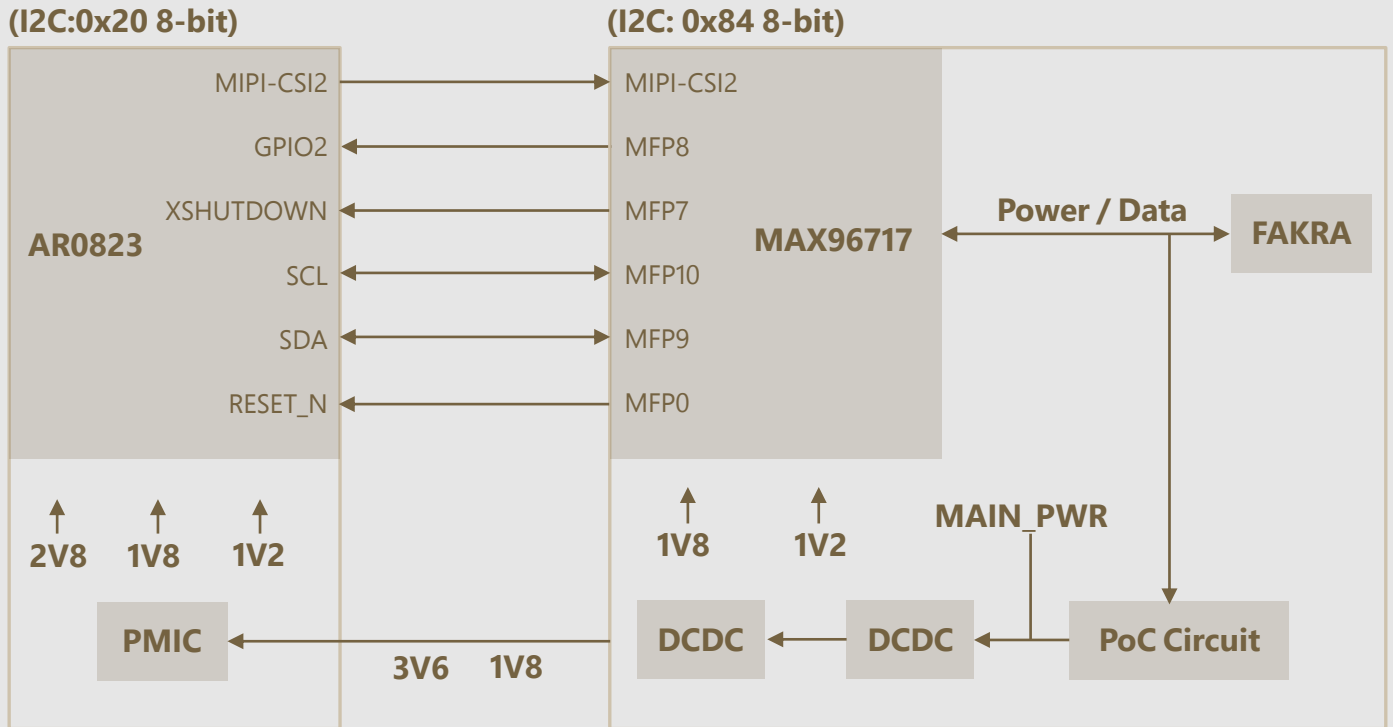 (I2C:0x20 8-bit)
(I2C: 0x84 8-bit)
MIPI-CSI2
MIPI-CSI2
GPIO2
MFP8
XSHUTDOWN
MFP7
Power / Data
AR0823
MAX96717
FAKRA
SCL
MFP10
SDA
MFP9
RESET_N
MFP0
MAIN_PWR
2V8
1V8
1V2
1V8
1V2
PMIC
DCDC
DCDC
PoC Circuit
3V6
1V8